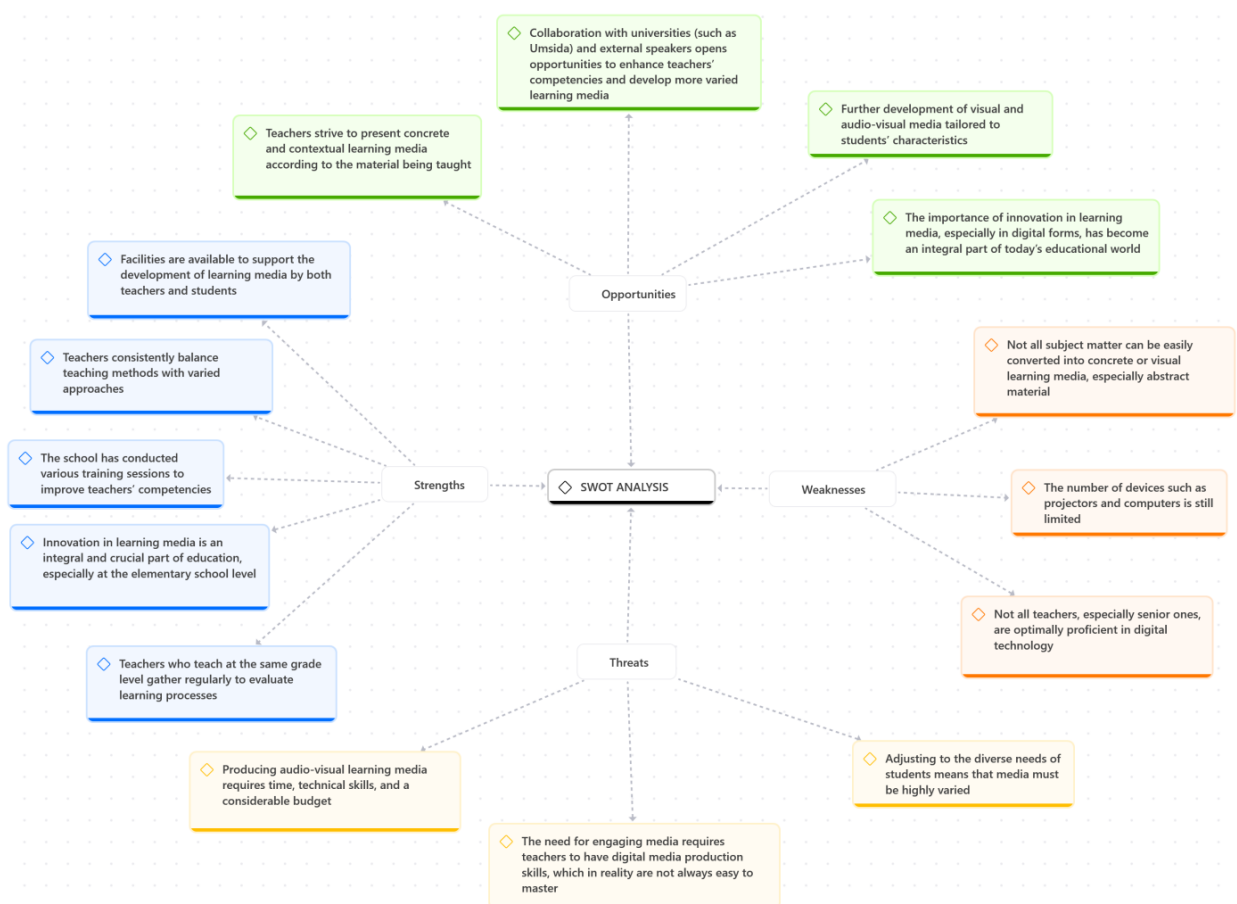 Collaboration with universities (such as
Umsida) and external speakers opens
opportunities to enhance teachers'
competencies and develop more varied
learning media
Further development of visual and
audio-visual media tailored to
students' characteristics
Teachers strive to present concrete
and contextual learning media
according to the material being taught
The importance of innovation in learning
media, especially in digital forms, has become
an integral part of today's educational world
Facilities are available to support the
development of learning media by both
teachers and students
Opportunities
Not all subject matter can be easily
converted into concrete or visual
learning media, especially abstract
material
Teachers consistently balance
teaching methods with varied
approaches
The school has conducted
various training sessions to
improve teachers' competencies
Strengths
SWOT ANALYSIS
Weaknesses
The number of devices such as
projectors and computers is still
limited
Innovation in learning media is an
integral and crucial part of education,
especially at the elementary school level
Not all teachers, especially senior ones,
are optimally proficient in digital
technology
Teachers who teach at the same grade
level gather regularly to evaluate
learning processes
Threats
Producing audio-visual learning media
requires time, technical skills, and a
considerable budget
Adjusting to the diverse needs of
students means that media must
be highly varied
The need for engaging media requires
teachers to have digital media production
skills, which in reality are not always easy to
master